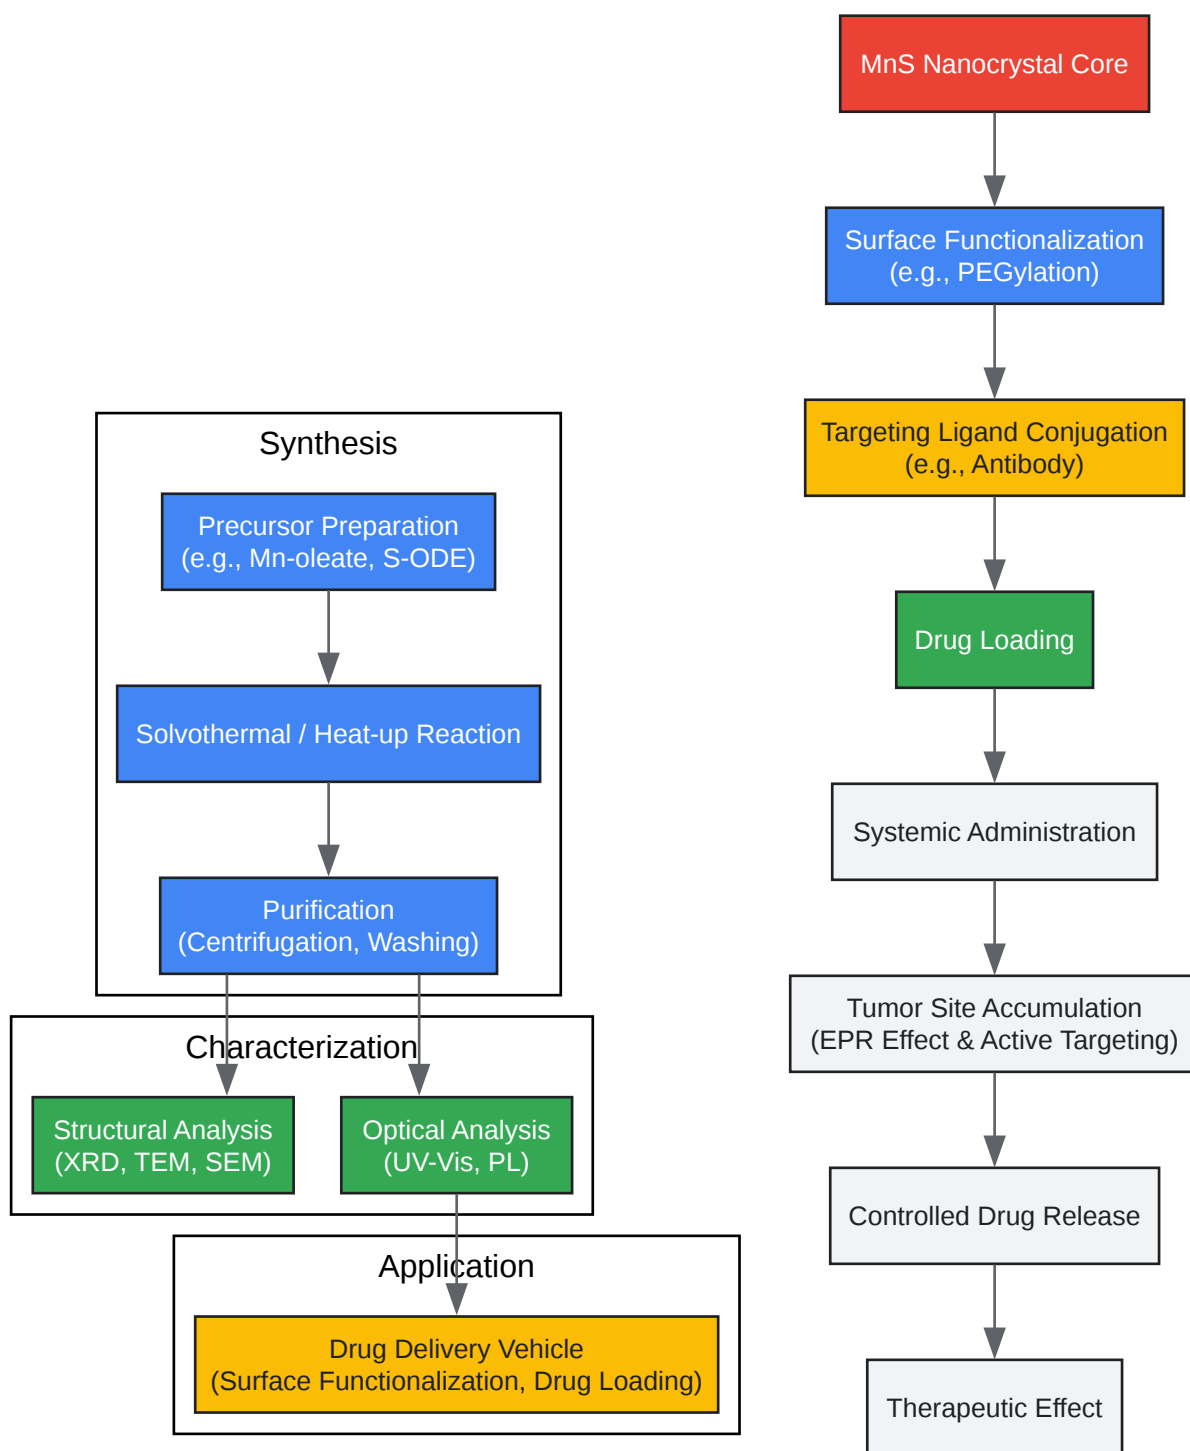 Synthesis
Precursor Preparation
(e.g., Mn-oleate, S-ODE)
Solvothermal / Heat-up Reaction
Purification
(Centrifugation, Washing)
Characterization
Structural Analysis
(XRD, TEM, SEM)
Optical Analysis
(UV-Vis, PL)
Application
Drug Delivery Vehicle
(Surface Functionalization, Drug Loading)
MnS Nanocrystal Core
Surface Functionalization
(e.g., PEGylation)
Targeting Ligand Conjugation
(e.g., Antibody)
Drug Loading
Systemic Administration
Tumor Site Accumulation
(EPR Effect & Active Targeting)
Controlled Drug Release
Therapeutic Effect